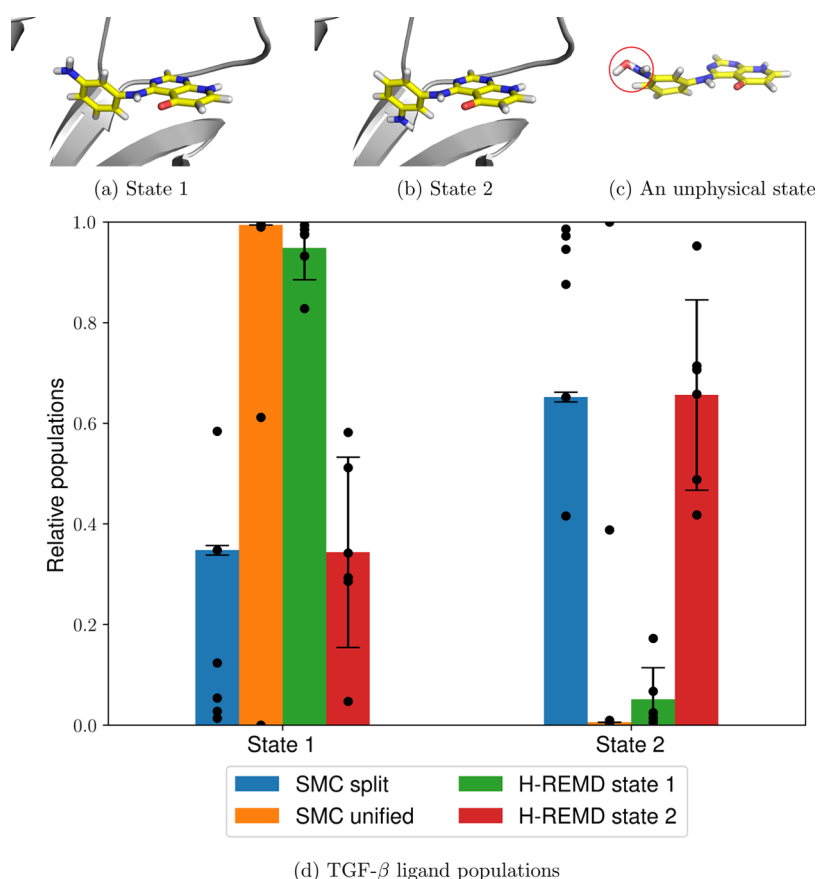 (a) State 1
(b) State 2
(c) An unphysical state
1.0
0.8
0.6
0.4
0.2
0.0
Relative populations
State 1
State 2
SMC split
SMC unified
H-REMD state 1
H-REMD state 2
(d) TGF-β ligand populations